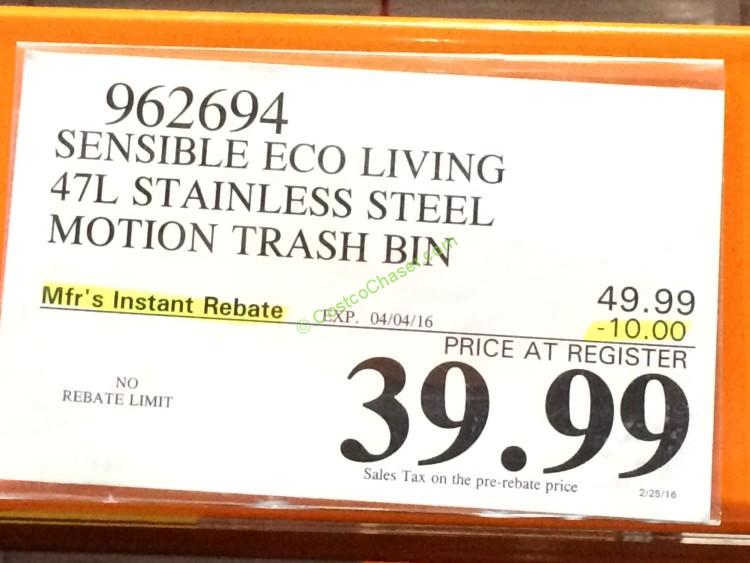 962694
SENSIBLE ECO LIVING
47L STAINLESS STEEL
MOTION TRASH BIN
© CostcoChaser.com
49.99
Mfr's Instant Rebate EXP. 04/04/16 -10.00
PRICE AT REGISTER
NO
REBATE LIMIT
39.99
Sales Tax on the pre-rebate price
2/25/16